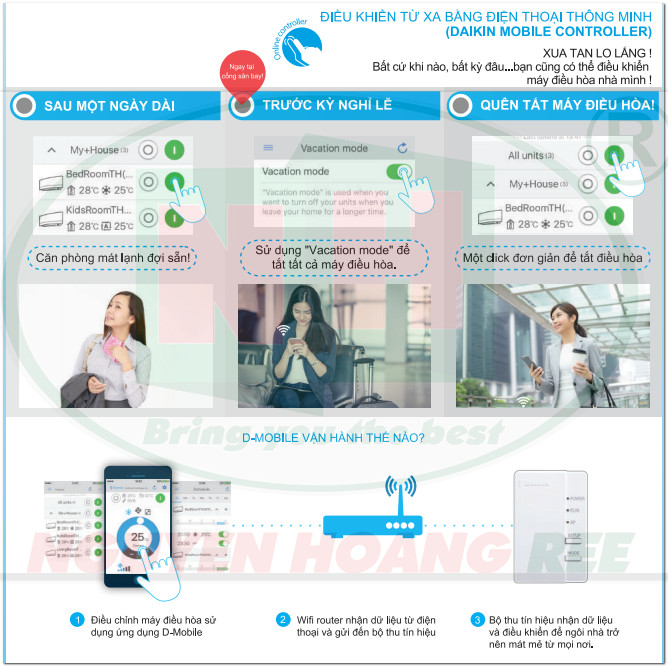 Online controller
ĐIỀU KHIỂN TỪ XA BẰNG ĐIỆN THOẠI THÔNG MINH
(DAIKIN MOBILE CONTROLLER)
XUA TAN LO LẮNG !
Bất cứ khi nào, bất kỳ đâu...bạn cũng có thể điều khiển
máy điều hòa nhà mình !
Ngay tại
cổng sân bay!
SAU MỘT NGÀY DÀI
My+House (3)
BedRoomTH(...
28°C 25°C
KidsRoomTH...
28°C A 25°C
Căn phòng mát lạnh đợi sẵn!
TRƯỚC KỲ NGHỈ LỄ
Vacation mode
Vacation mode
"Vacation mode" is used when you
want to turn off your units when you
leave your home for a longer time.
Sử dụng "Vacation mode" để
tắt tất cả máy điều hòa.
QUÊN TẮT MÁY ĐIỀU HÒA!
All units (3)
My+House (3)
BedRoomTH(...
28°C 25°C
Một click đơn giản để tắt điều hòa
R
Bring you the best
D-MOBILE VẬN HÀNH THẾ NÀO?
25
POWER
RUN
AP
SETUP
MODE
NGUYEN HOANG REE
1 Điều chỉnh máy điều hòa sử
dụng ứng dụng D-Mobile
2 Wifi router nhận dữ liệu từ điện
thoại và gửi đến bộ thu tín hiệu
3 Bộ thu tín hiệu nhận dữ liệu
và điều khiển để ngôi nhà trở
nên mát mẻ từ mọi nơi.